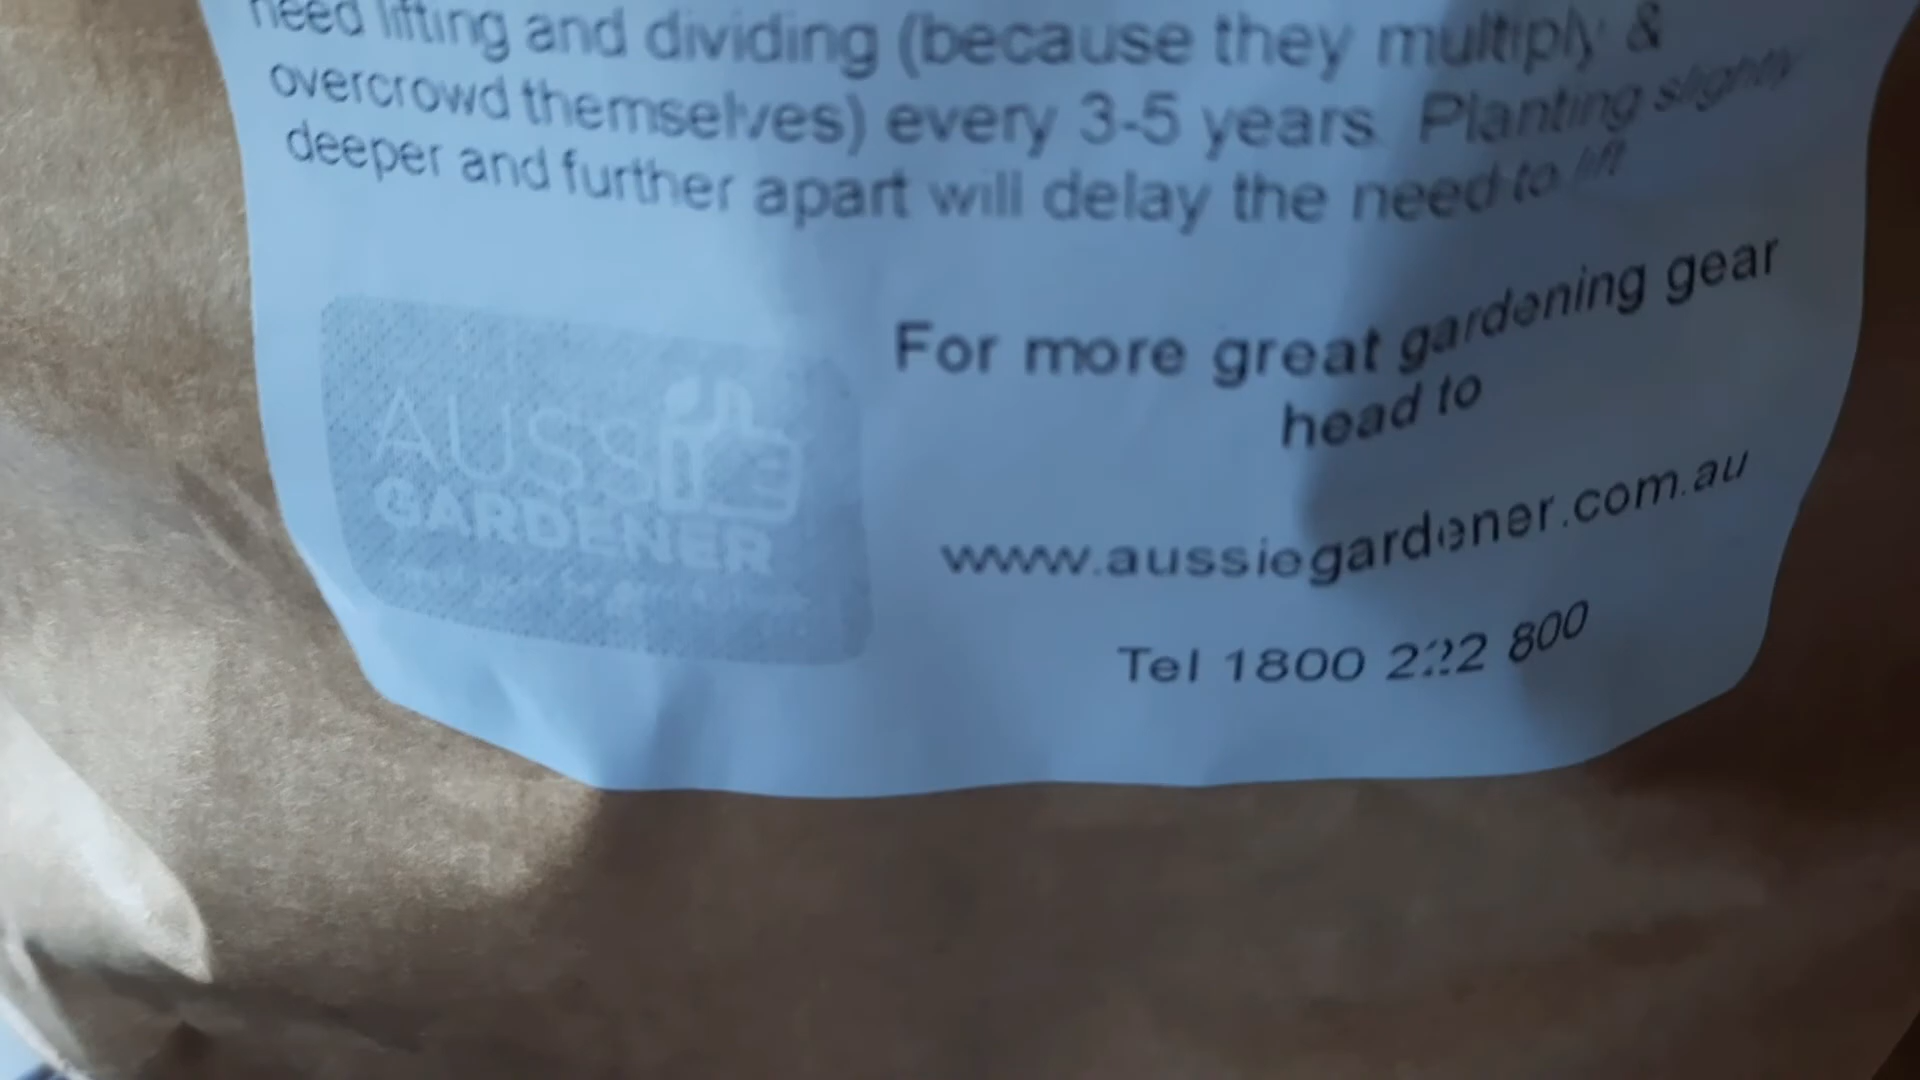 need lifting and dividing (because they multiply &
overcrowd themselves) every 3-5 years. Planting slightly
deeper and further apart will delay the need to lift
AUSSIE
GARDENER
For more great gardening gear
head to
www.aussiegardener.com.au
Tel 1800 222 800